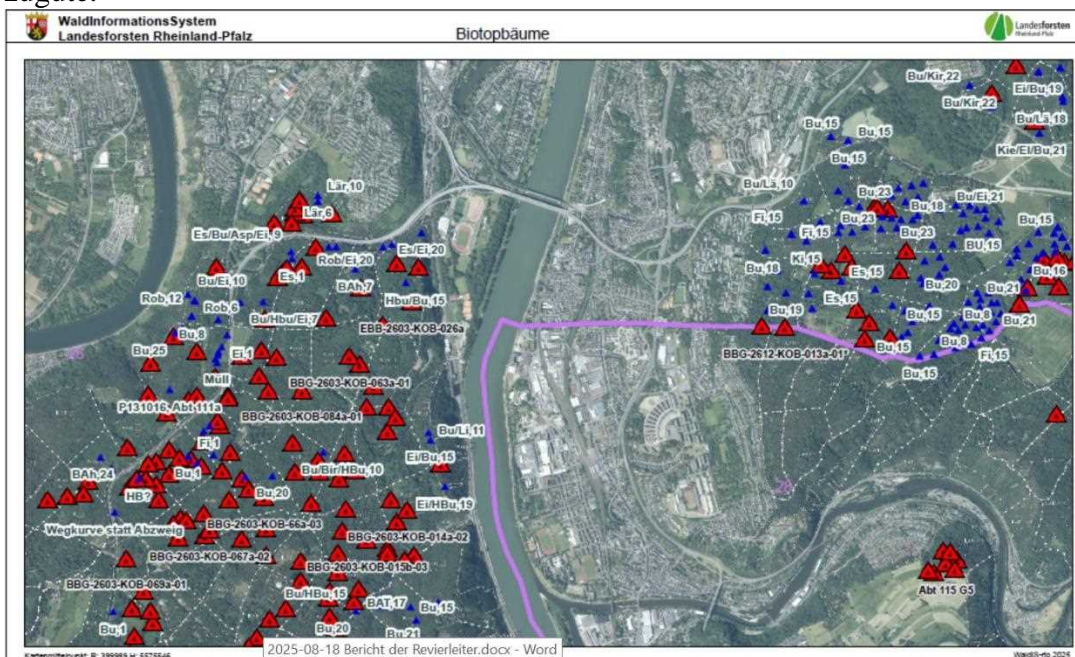 zugute.
WaldInformationsSystem
Landesforsten Rheinland-Pfalz
Biotopbäume
Landesforsten
Rheinland-Pfalz
Bu/Kir,22
Ei/Bu,19
Bu/Kir,22
Bu/Lä,18
Bu,15
Bu,15
Kie/EI/Bu,21
Bu,15
Lär,10
Bu/Lä,10
Bu,23
Bu/Ei,21
Lär,6
Fi,15
Bu,18
Bu,23
Bu,15
Es/Bu/Asp/Ei, 9
Fi,15
Bu,23
BU,15
Es/Ei,20
Rob/Ei,20
Ki,15
Bu,18
Es,15
Bu,16
Bu/Ei,10
Es,1
BAh,7
Bu,20
Bu,21
Rob,12
Hbu/Bu,15
Es,15
Rob,6
Bu/Hbu/Ei,7
Bu,19
Bu,15
Bu,21
EBB-2603-KOB-026a
Bu,8
Bu,8
Bu,15
Bu,25
Ei,1
BBG-2612-KOB-013a-01
Fi,15
Bu,15
Müll
BBG-2603-KOB-063a-01
P131016, Abt 111a
BBG-2603-KOB-084a-01
Bu/Li,11
Fi,1
Ei/Bu,15
Bu,1
Bu/Bir/HBu,10
BAh,24
HB?
Bu,20
Ei/HBu,19
Wegkurve statt Abzweig
BBG-2603-KOB-66a-03
BBG-2603-KOB-014a-02
BBG-2603-KOB-067a-02
BBG-2603-KOB-015b-03
BBG-2603-KOB-069a-01
Abt 115 G5
Bu/HBu,15
BAT,17
Bu,15
Bu,1
Bu,20
Bu,21
2025-08-18 Bericht der Revierleiter.docx - Word